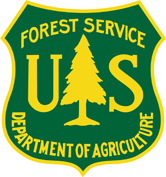 FOREST SERVICE
U S
DEPARTMENT OF AGRICULTURE